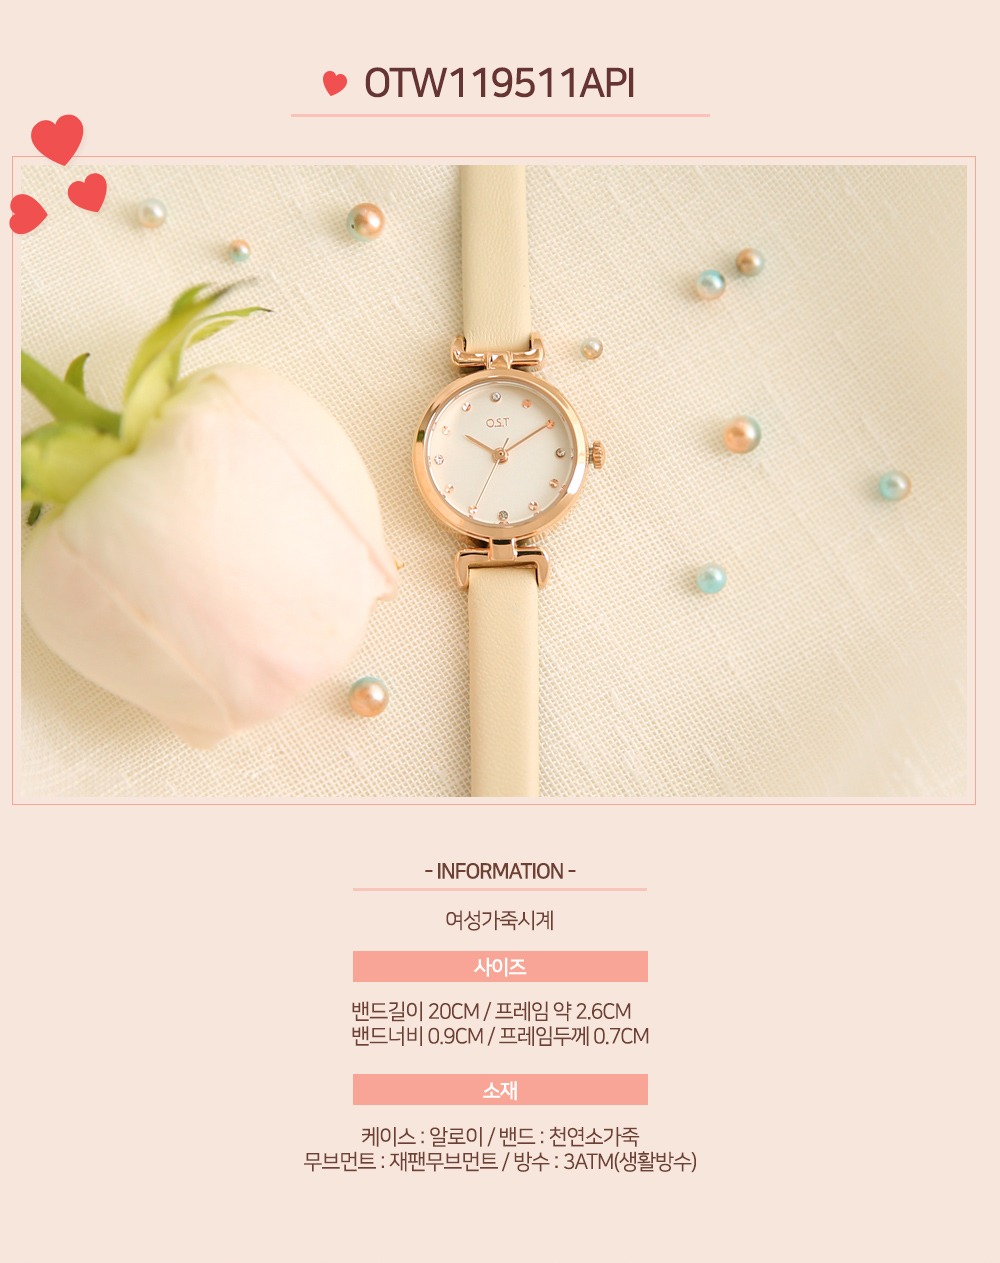 OTW119511API
O.S.T
- INFORMATION -
여성가죽시계
사이즈
밴드길이 20CM / 프레임 약 2.6CM
밴드너비 0.9CM / 프레임두께 0.7CM
소재
케이스 : 알로이 / 밴드 : 천연소가죽
무브먼트 : 재팬무브먼트 / 방수 : 3ATM(생활방수)